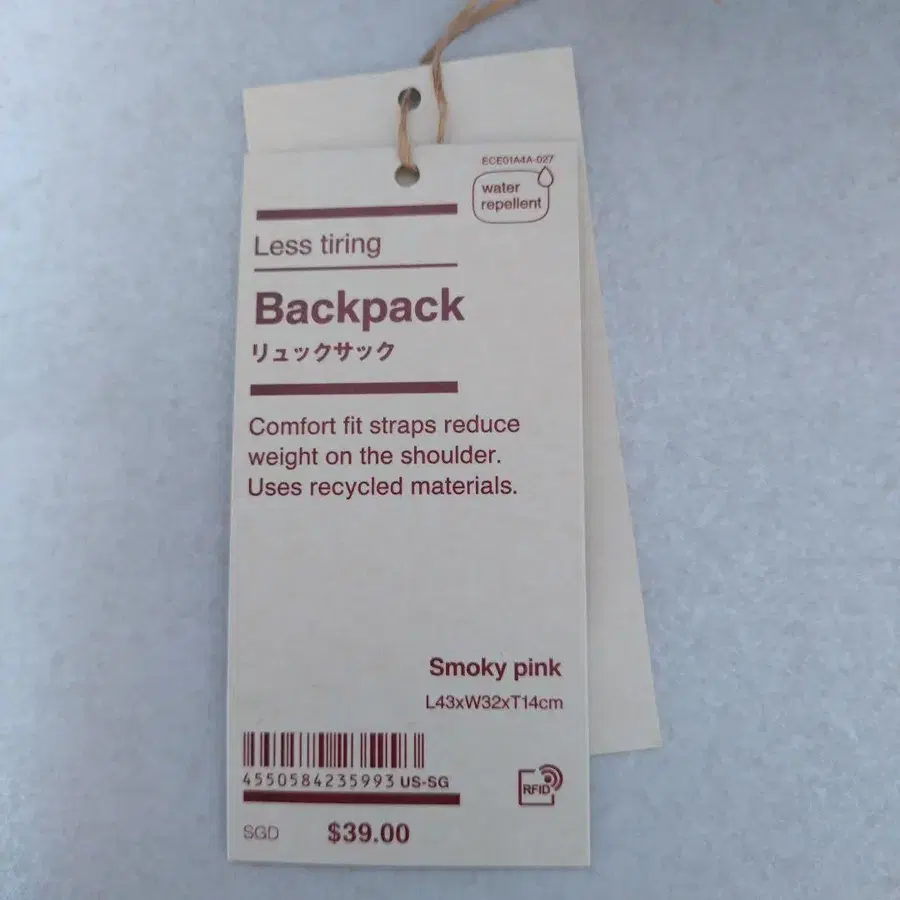 ECE01A4A-027
water
repellent
Less tiring
Backpack
リュックサック
Comfort fit straps reduce
weight on the shoulder.
Uses recycled materials.
Smoky pink
L43xW32xT14cm
4550584235993 US-SG
RFID
SGD $39.00